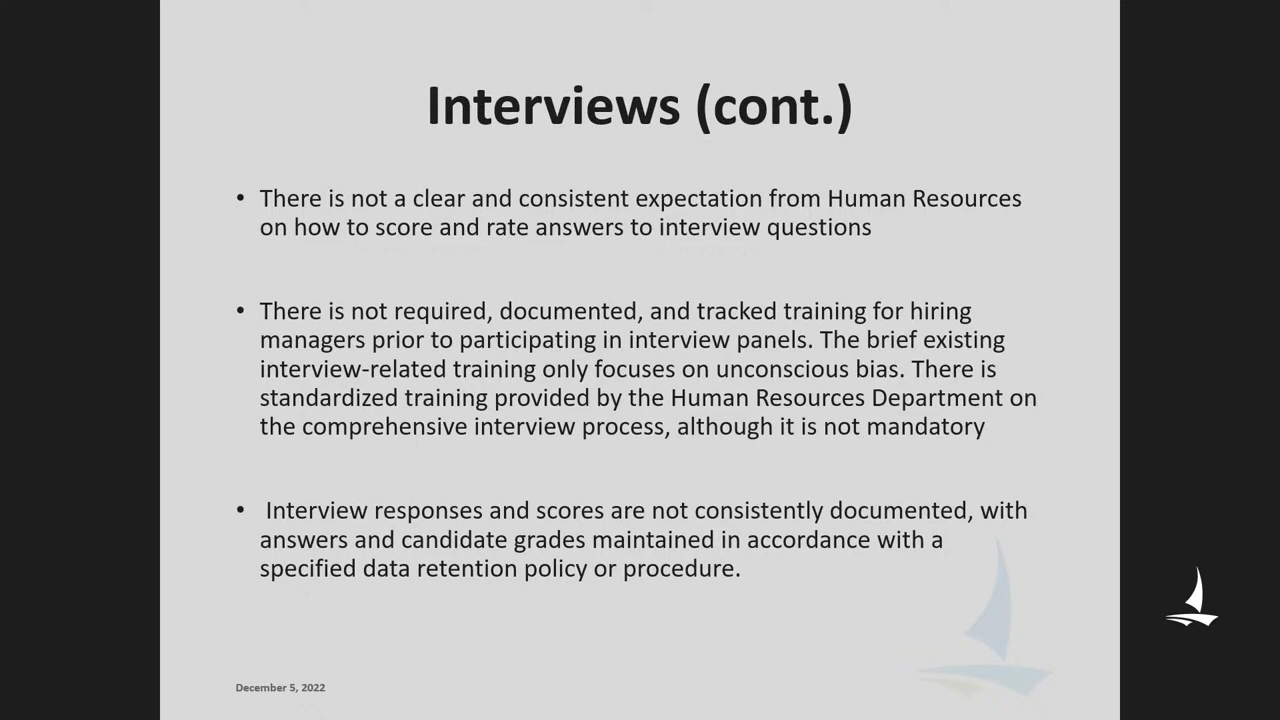 Interviews (cont.)
• There is not a clear and consistent expectation from Human Resources
on how to score and rate answers to interview questions
• There is not required, documented, and tracked training for hiring
managers prior to participating in interview panels. The brief existing
interview-related training only focuses on unconscious bias. There is
standardized training provided by the Human Resources Department on
the comprehensive interview process, although it is not mandatory
• Interview responses and scores are not consistently documented, with
answers and candidate grades maintained in accordance with a
specified data retention policy or procedure.
December 5, 2022